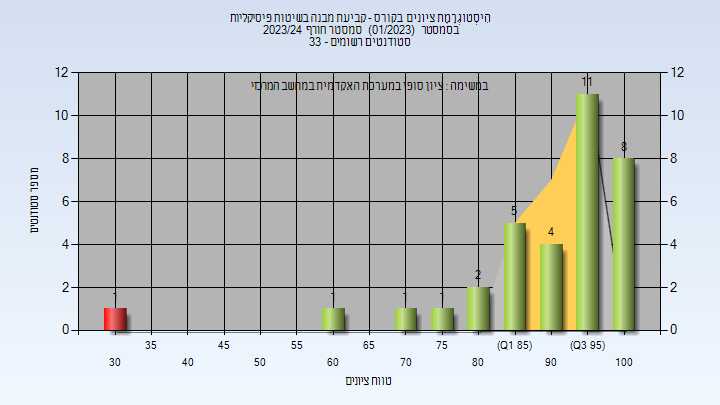 הִיסְטוֹגְרַמַת ציונים בקורס - קביעת מבנה בשיטות פיסיקליות
בסמסטר (01/2023) סמסטר חורף 2023/24
סטודנטים רשומים - 33
במשימה : ציון סופי במערכת האקדמית במחשב המרכזי
12 12
10 10
8 8
6 6
4 4
2 2
0 0
1 1 1 1 2 5 4 11 8
מספר סטודנטים
35 45 55 65 75 (Q1 85) (Q3 95)
30 40 50 60 70 80 90 100
טווח ציונים